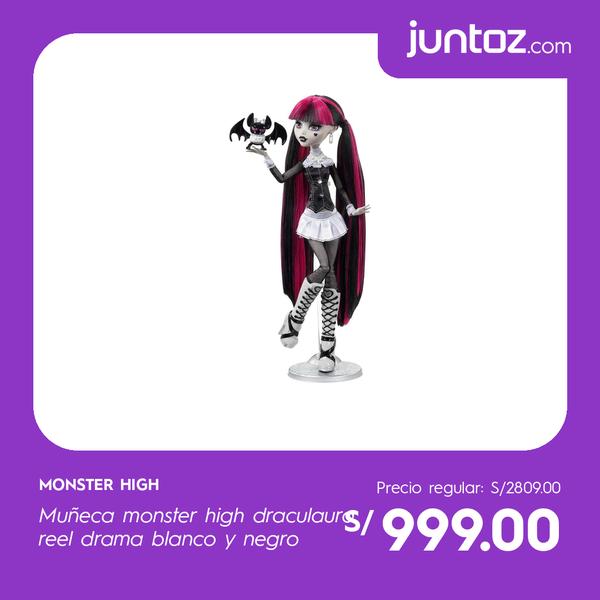 juntoz.com
MONSTER HIGH
Muñeca monster high draculaura
reel drama blanco y negro
Precio regular: S/2809.00
S/ 999.00